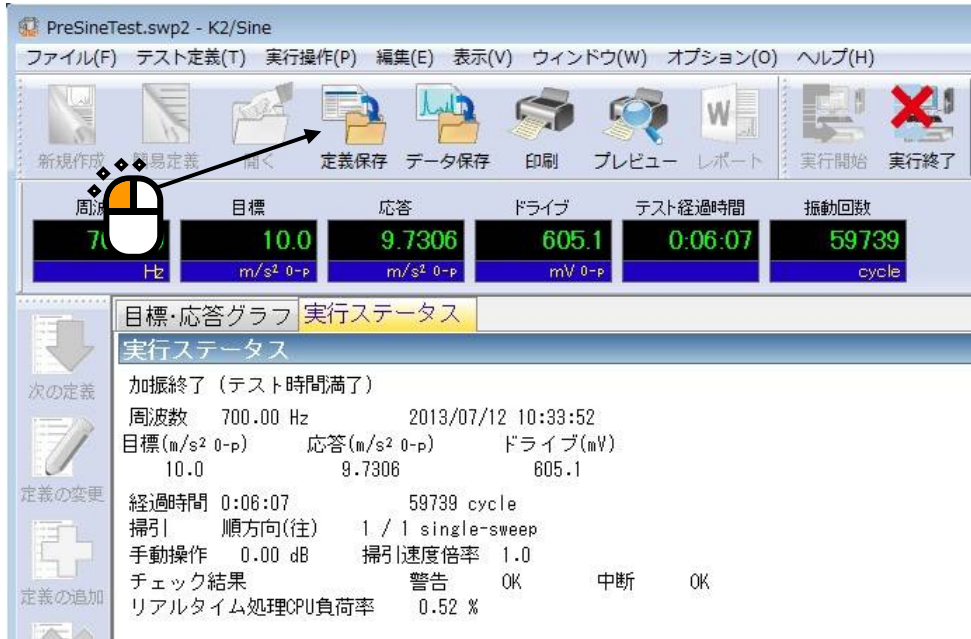 PreSineTest.swp2 - K2/Sine
ファイル(F) テスト定義(T) 実行操作(P) 編集(E) 表示(V) ウィンドウ(W) オプション(O) ヘルプ(H)
新規作成 簡易定義 開く 定義保存 データ保存 印刷 プレビュー レポート 実行開始 実行終了
目標 応答 ドライブ テスト経過時間 振動回数
10.0 9.7306 605.1 0:06:07 59739
Hz m/s² 0-P m/s² 0-P mV 0-P cycle
目標・応答グラフ 実行ステータス
実行ステータス
次の定義
加振終了 (テスト時間満了)
周波数 700.00 Hz 2013/07/12 10:33:52
目標(m/s² 0-p) 応答(m/s² 0-p) ドライブ(mV)
10.0 9.7306 605.1
定義の変更
経過時間 0:06:07 59739 cycle
掃引 順方向(往) 1 / 1 single-sweep
手動操作 0.00 dB 掃引速度倍率 1.0
チェック結果 警告 OK 中断 OK
定義の追加
リアルタイム処理CPU負荷率 0.52 %